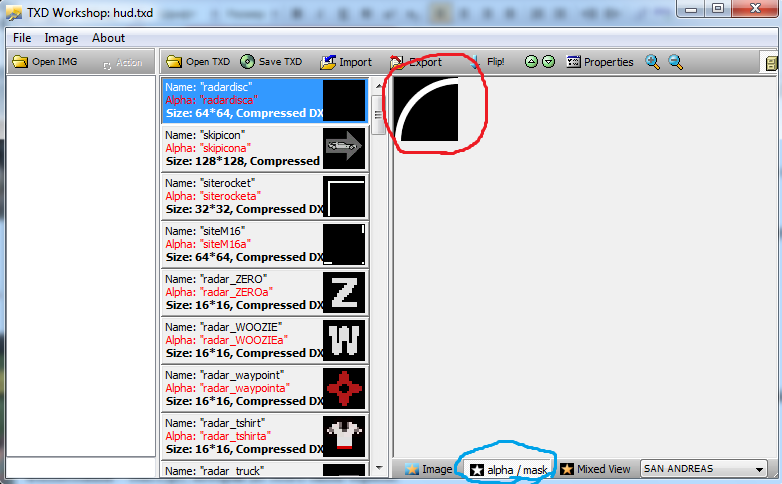 TXD Workshop: hud.txd
File Image About
Open IMG Action Open TXD Save TXD Import Export Flip! Properties
Name: "radardisc"
Alpha: "radardisca"
Size: 64*64, Compressed DX
Name: "skipicon"
Alpha: "skipicona"
Size: 128*128, Compressed
Name: "siterocket"
Alpha: "siterocketa"
Size: 32*32, Compressed DX
Name: "siteM16"
Alpha: "siteM16a"
Size: 64*64, Compressed DX
Name: "radar_ZERO"
Alpha: "radar_ZEROa"
Size: 16*16, Compressed DX
Z
Name: "radar_WOOZIE"
Alpha: "radar_WOOZIEa"
Size: 16*16, Compressed DX
W
Name: "radar_waypoint"
Alpha: "radar_waypointa"
Size: 16*16, Compressed DX
Name: "radar_tshirt"
Alpha: "radar_tshirta"
Size: 16*16, Compressed DX
Name: "radar_truck"
Image alpha / mask Mixed View SAN ANDREAS